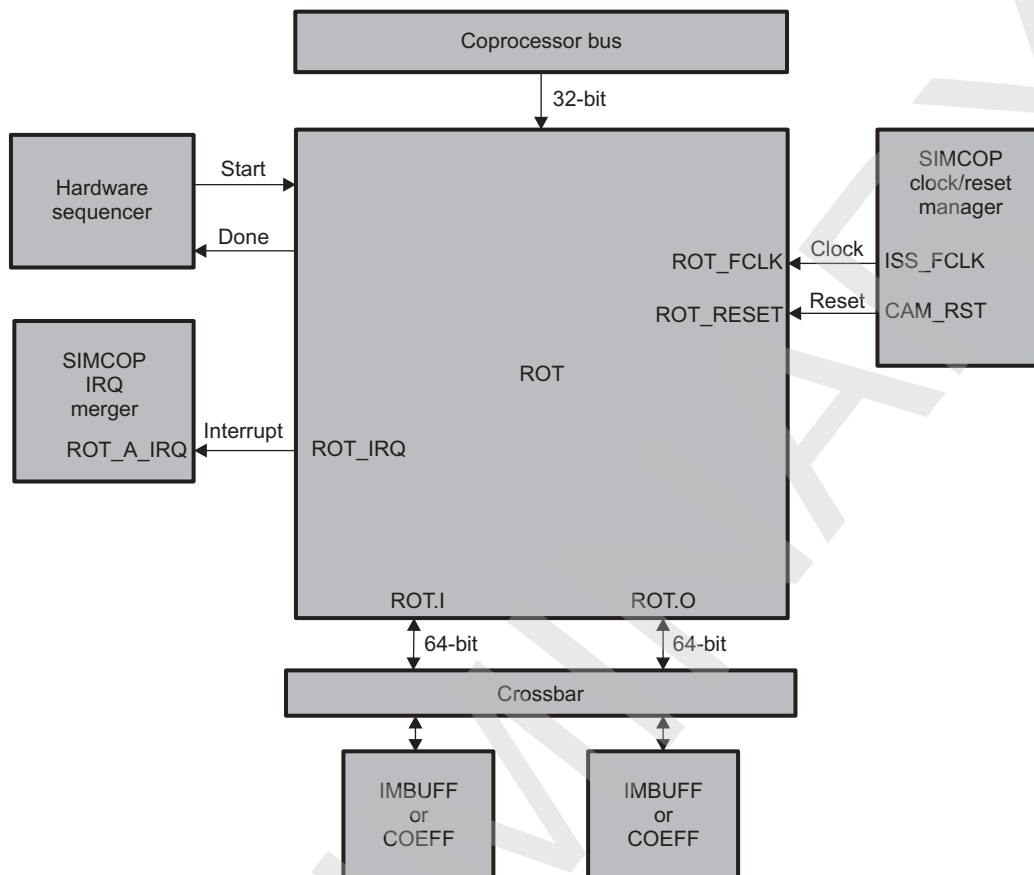 Coprocessor bus
32-bit
Hardware
sequencer
Start
Done
SIMCOP
clock/reset
manager
ISS_FCLK
CAM_RST
Clock
Reset
ROT_FCLK
ROT_RESET
ROT
SIMCOP
IRQ
merger
ROT_A_IRQ
Interrupt
ROT_IRQ
ROT.I
ROT.O
64-bit
64-bit
Crossbar
IMBUFF
or
COEFF
IMBUFF
or
COEFF